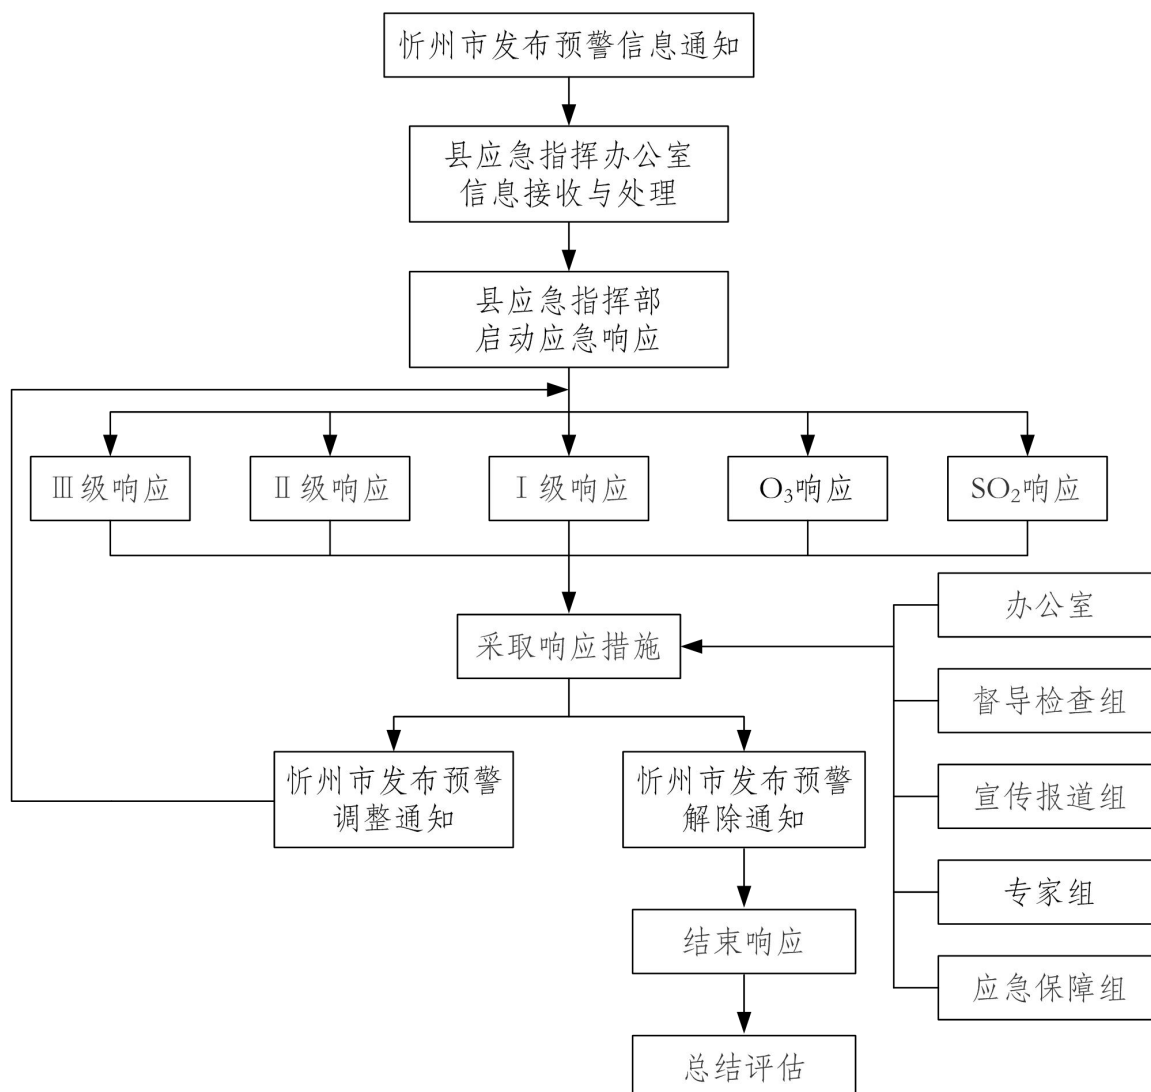 忻州市发布预警信息通知
县应急指挥办公室
信息接收与处理
县应急指挥部
启动应急响应
Ⅲ级响应
Ⅱ级响应
Ⅰ级响应
O₃响应
SO₂响应
办公室
采取响应措施
督导检查组
忻州市发布预警
调整通知
忻州市发布预警
解除通知
宣传报道组
专家组
结束响应
应急保障组
总结评估